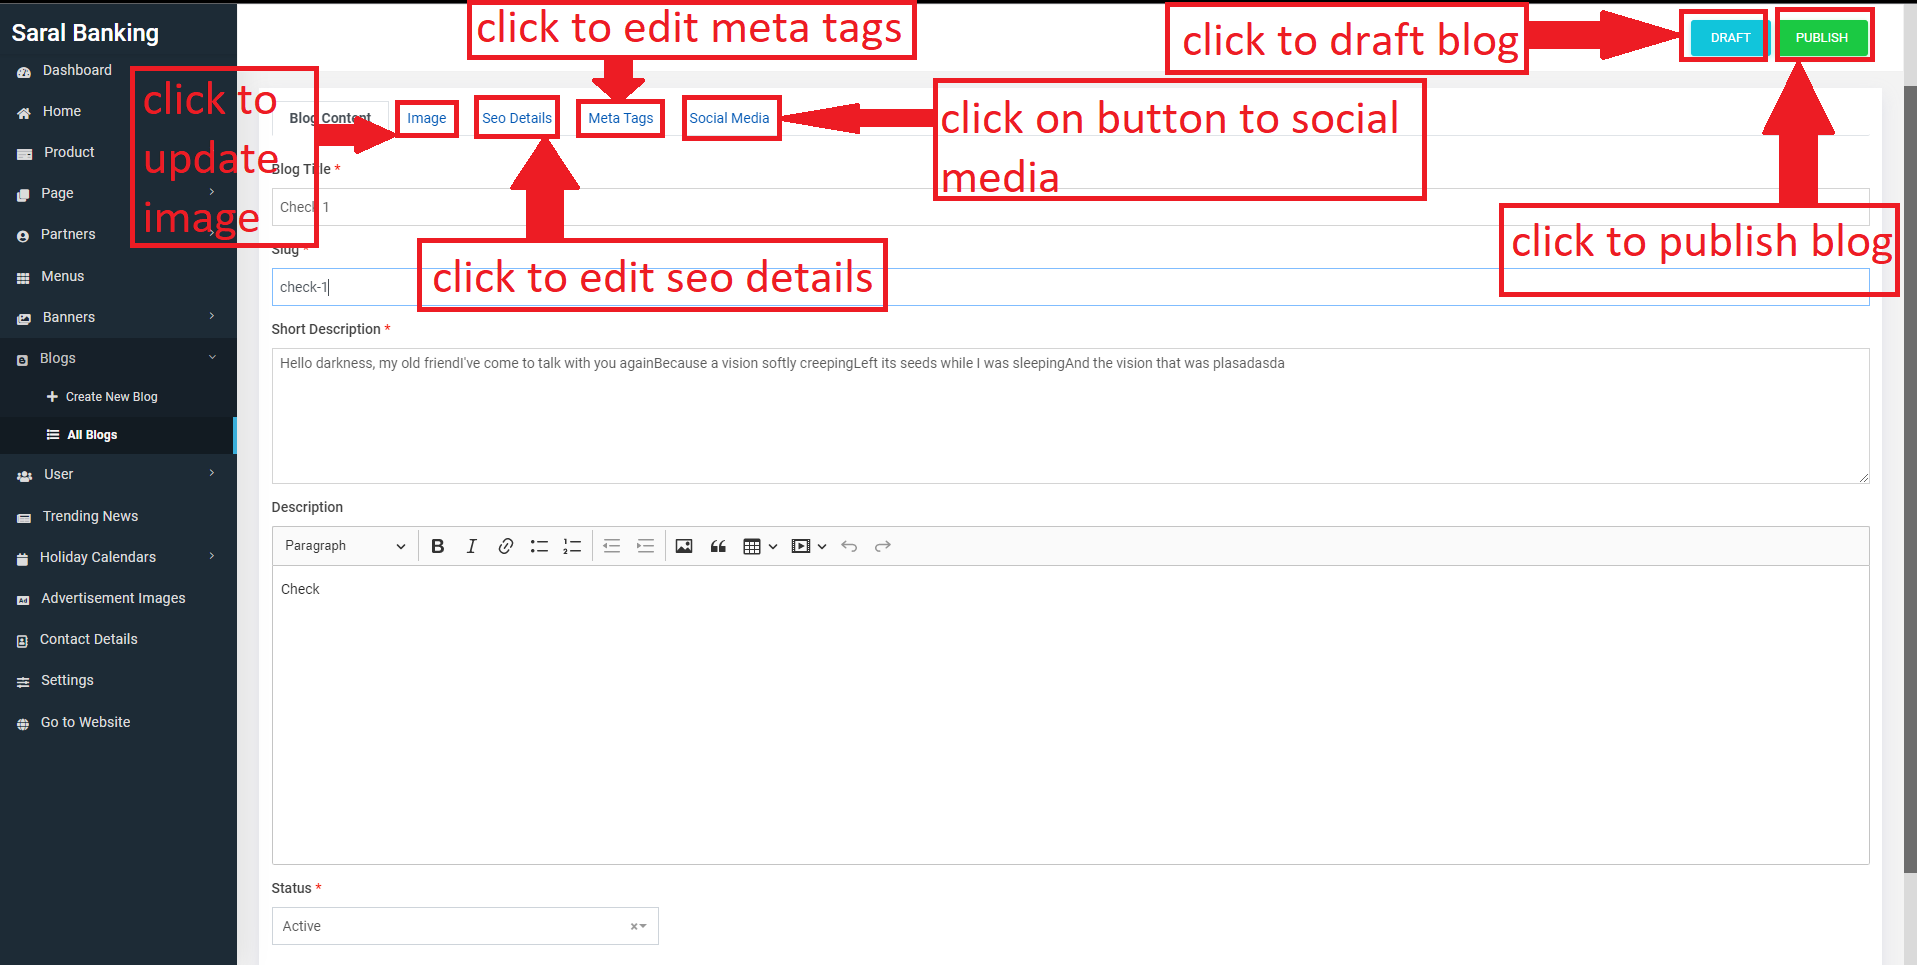 Saral Banking
Dashboard
Home
Product
Page
Partners
Menus
Banners
Blogs
Create New Blog
All Blogs
User
Trending News
Holiday Calendars
Advertisement Images
Contact Details
Settings
Go to Website
click to edit meta tags
click to draft blog
DRAFT
PUBLISH
click to
update
image
Blog Content
Image
Seo Details
Meta Tags
Social Media
click on button to social
media
click to publish blog
click to edit seo details
Blog Title *
Check 1
Slug *
check-1
Short Description *
Hello darkness, my old friendI've come to talk with you againBecause a vision softly creepingLeft its seeds while I was sleepingAnd the vision that was plasadasda
Description
Paragraph
Check
Status *
Active